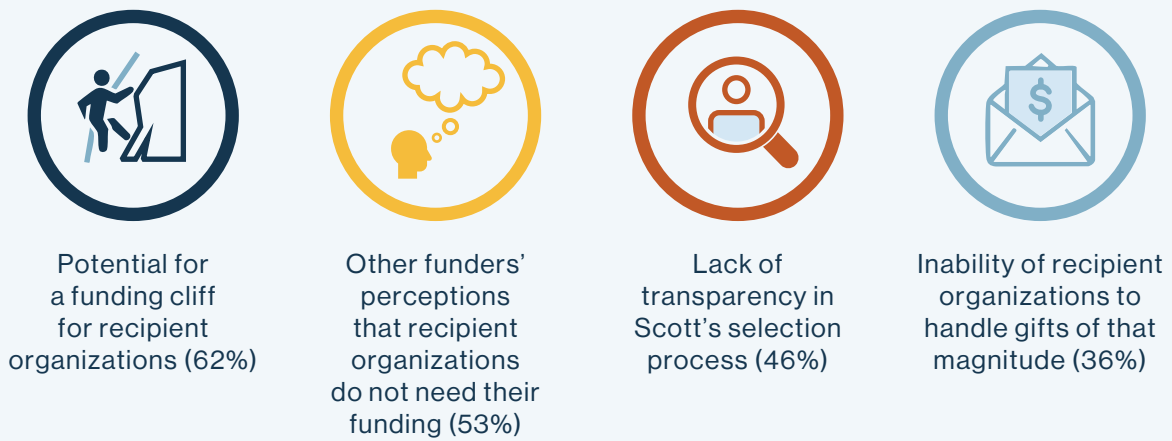 Potential for
a funding cliff
for recipient
organizations (62%)
Other funders’
perceptions
that recipient
organizations
do not need their
funding (53%)
Lack of
transparency in
Scott’s selection
process (46%)
$
Inability of recipient
organizations to
handle gifts of that
magnitude (36%)